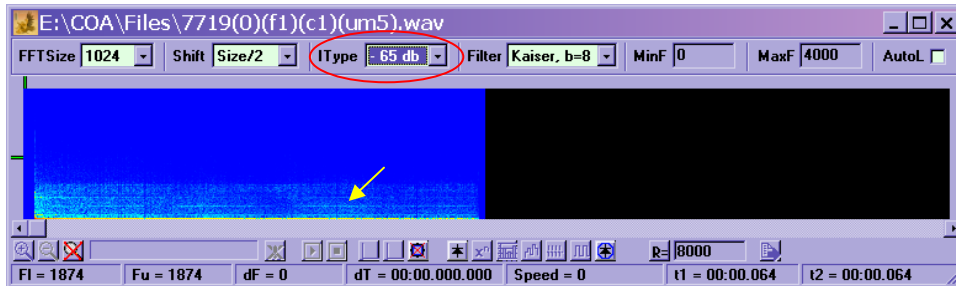 E:\COA\Files\7719(0)(f1)(c1)(um5).wav
FFTSize 1024 Shift Size/2 IType - 65 db Filter Kaiser, b=8 MinF 0 MaxF 4000 AutoL
R= 8000
Fl = 1874 Fu = 1874 dF = 0 dT = 00:00.000.000 Speed = 0 t1 = 00:00.064 t2 = 00:00.064